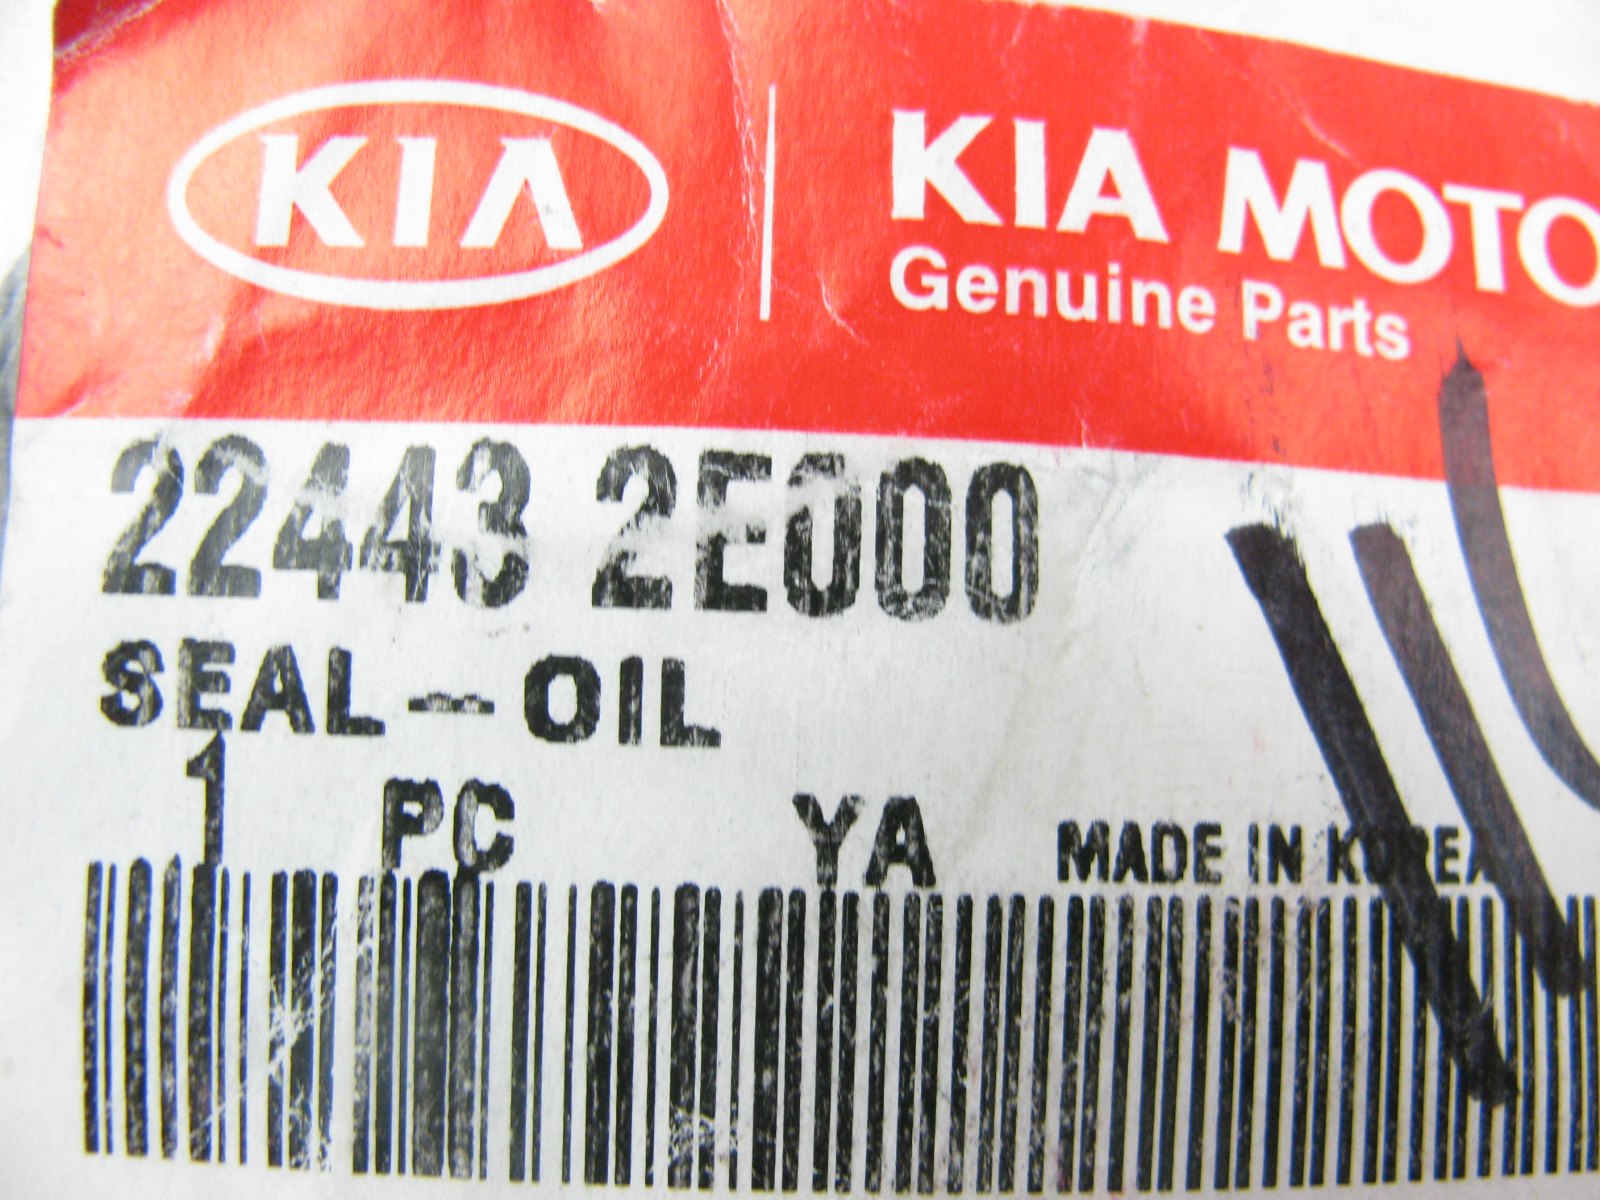 KIA
KIA MOTO
Genuine Parts
22443 2E000
SEAL-OIL
1 PC YA
MADE IN KOREA